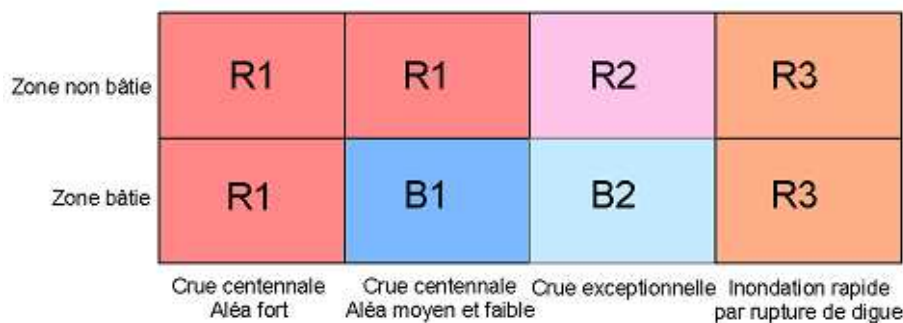 Zone non bâtie
R1 R1 R2 R3
Zone bâtie
R1 B1 B2 R3
Crue centennale
Aléa fort
Crue centennale
Aléa moyen et faible
Crue exceptionnelle
Inondation rapide
par rupture de digue